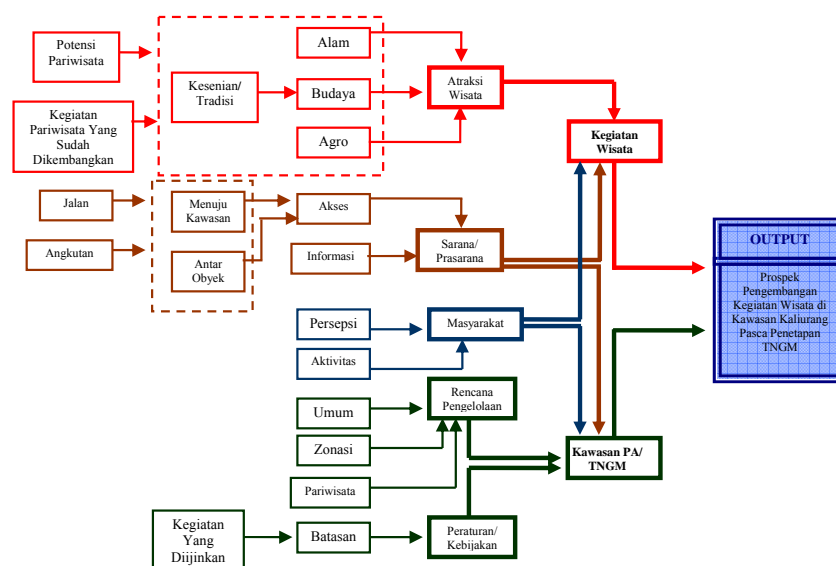 Potensi
Pariwisata
Kegiatan
Pariwisata Yang
Sudah
Dikembangkan
Kesenian/
Tradisi
Alam
Budaya
Agro
Atraksi
Wisata
Kegiatan
Wisata
Jalan
Angkutan
Menuju
Kawasan
Antar
Obyek
Akses
Informasi
Sarana/
Prasarana
OUTPUT
Prospek
Pengembangan
Kegiatan Wisata di
Kawasan Kaliurang
Pasca Penetapan
TNGM
Persepsi
Aktivitas
Masyarakat
Umum
Zonasi
Pariwisata
Rencana
Pengelolaan
Kawasan PA/
TNGM
Kegiatan
Yang
Diijinkan
Batasan
Peraturan/
Kebijakan